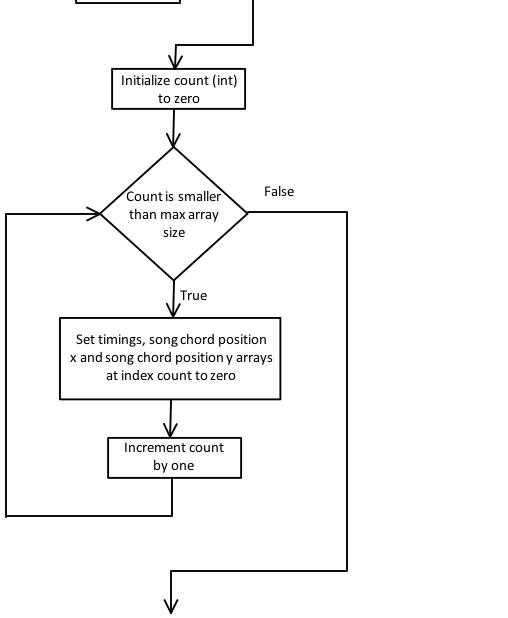 Initialize count (int)
to zero
Count is smaller
than max array
size
False
True
Set timings, song chord position
x and song chord position y arrays
at index count to zero
Increment count
by one